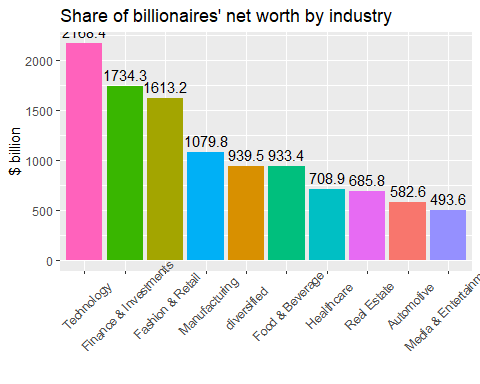 Share of billionaires' net worth by industry
2168.4
1734.3
1613.2
1079.8
939.5
933.4
708.9
685.8
582.6
493.6
$ billion
2000
1500
1000
500
0
Technology
Finance & Investments
Fashion & Retail
Manufacturing
diversified
Food & Beverage
Healthcare
Real Estate
Automotive
Media & Entertainm